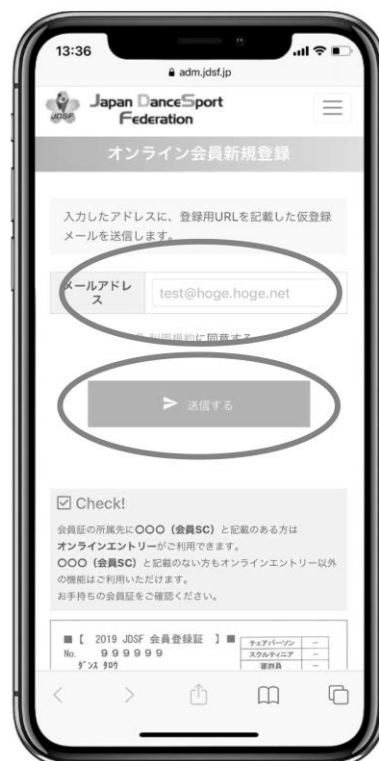 13:36
adm.jdsf.jp
JDSF
Japan DanceSport
Federation
オンライン会員新規登録
入力したアドレスに、登録用URLを記載した仮登録
メールを送信します。
メールアドレ
ス
test@hoge.hoge.net
利用規約に同意する
送信する
Check!
会員証の所属先に〇〇〇（会員SC）と記載のある方は
オンラインエントリーがご利用できます。
〇〇〇（会員SC）と記載のない方もオンラインエントリー以外
の機能はご利用いただけます。
お手持ちの会員証をご確認ください。
■【 2019 JDSF 会員登録証 】■
No. 999999
ﾀﾞﾝｽ ﾀﾛｳ
チェアパーソン －
スクルティニア －
審判員 －